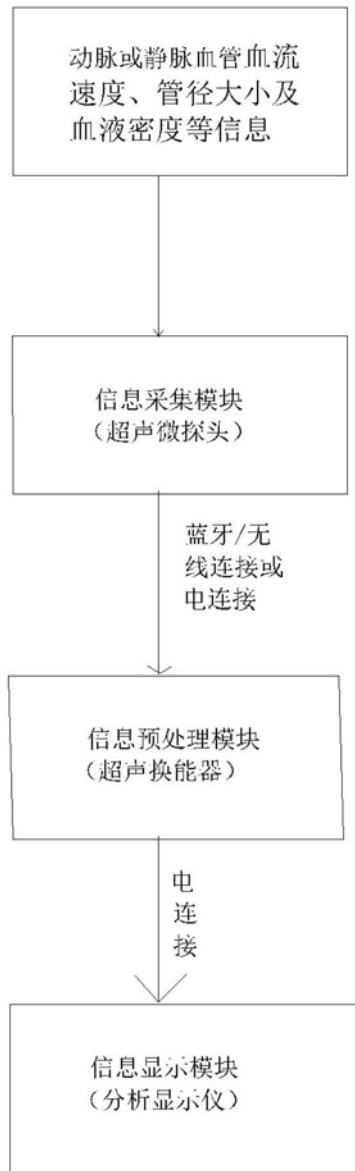 动脉或静脉血管血流
速度、管径大小及
血液密度等信息
信息采集模块
（超声微探头）
蓝牙/无
线连接或
电连接
信息预处理模块
（超声换能器）
电
连
接
信息显示模块
（分析显示仪）